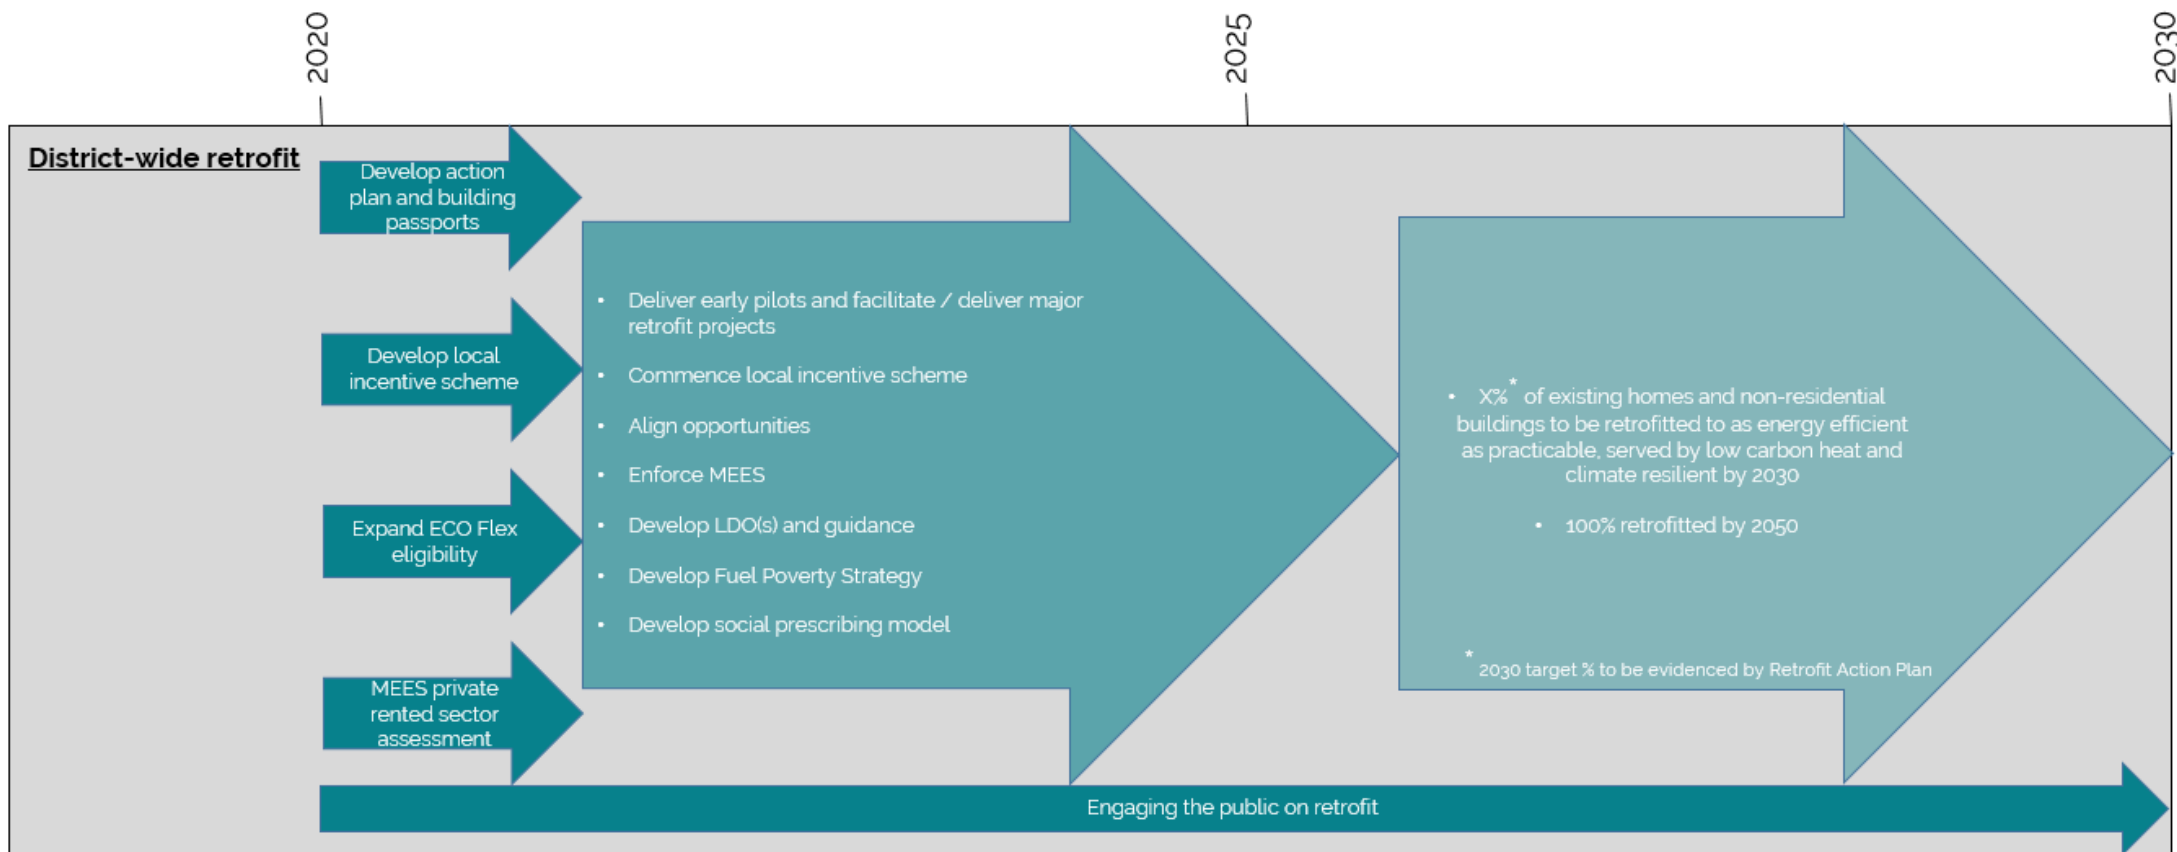 2020
2025
2030
District-wide retrofit
Develop action
plan and building
passports
Develop local
incentive scheme
Expand ECO Flex
eligibility
MEES private
rented sector
assessment
• Deliver early pilots and facilitate / deliver major
retrofit projects
• Commence local incentive scheme
• Align opportunities
• Enforce MEES
• Develop LDO(s) and guidance
• Develop Fuel Poverty Strategy
• Develop social prescribing model
• X%* of existing homes and non-residential
buildings to be retrofitted to as energy efficient
as practicable, served by low carbon heat and
climate resilient by 2030
• 100% retrofitted by 2050
* 2030 target % to be evidenced by Retrofit Action Plan
Engaging the public on retrofit